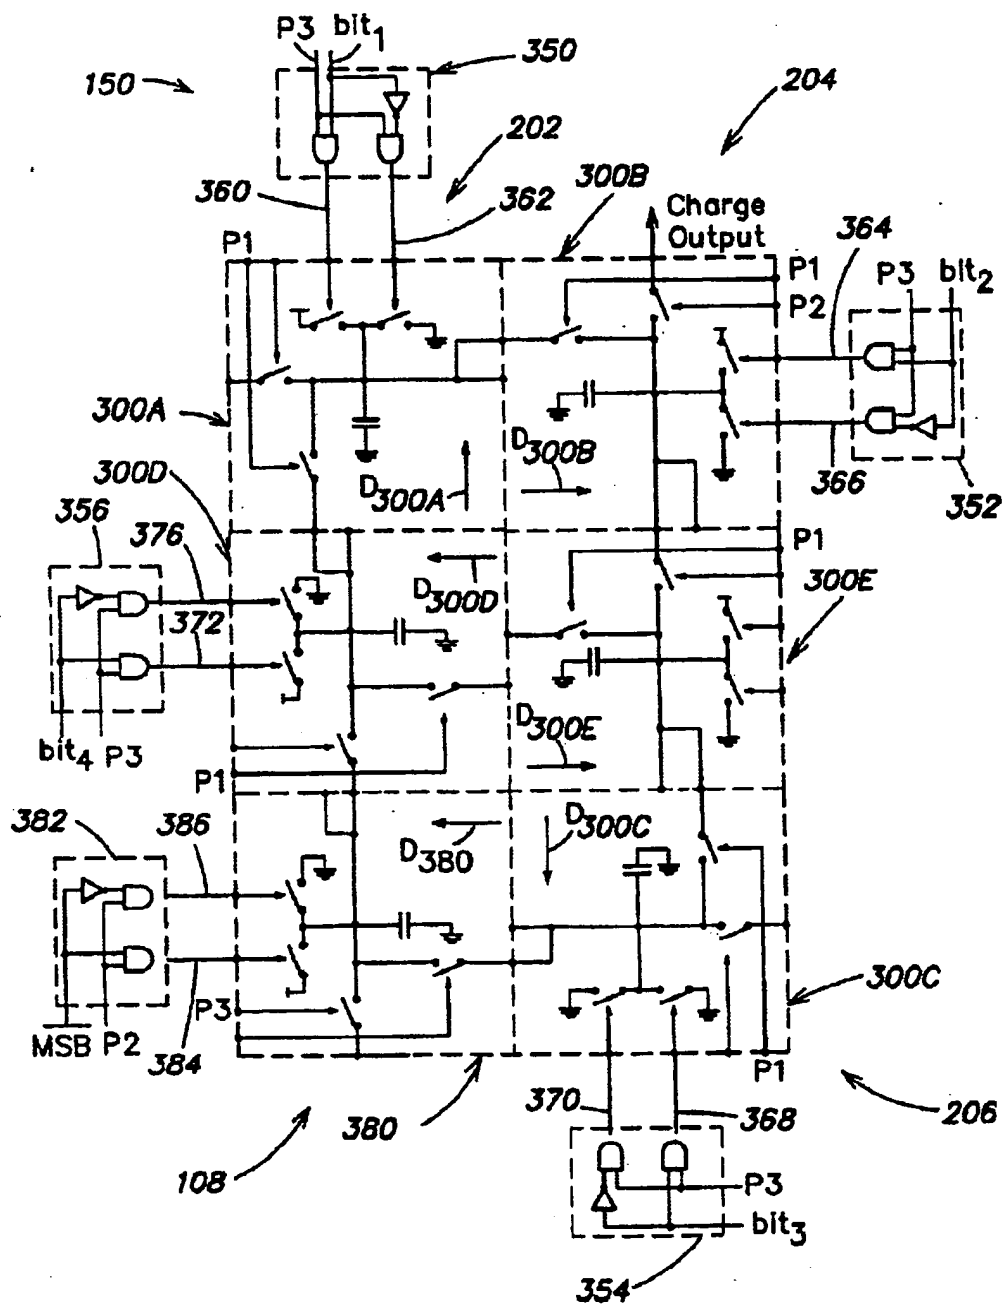 P3 bit1
350
150
204
202
300B
360
362
Charge
Output
364
P1
P1
P3
bit2
P2
300A
300D
D300B
D300A
366
352
356
376
P1
D300D
300E
372
D300E
bit4 P3
P1
382
386
D380
D300C
P3
300C
MSB P2
384
P1
370
368
380
206
108
P3
bit3
354